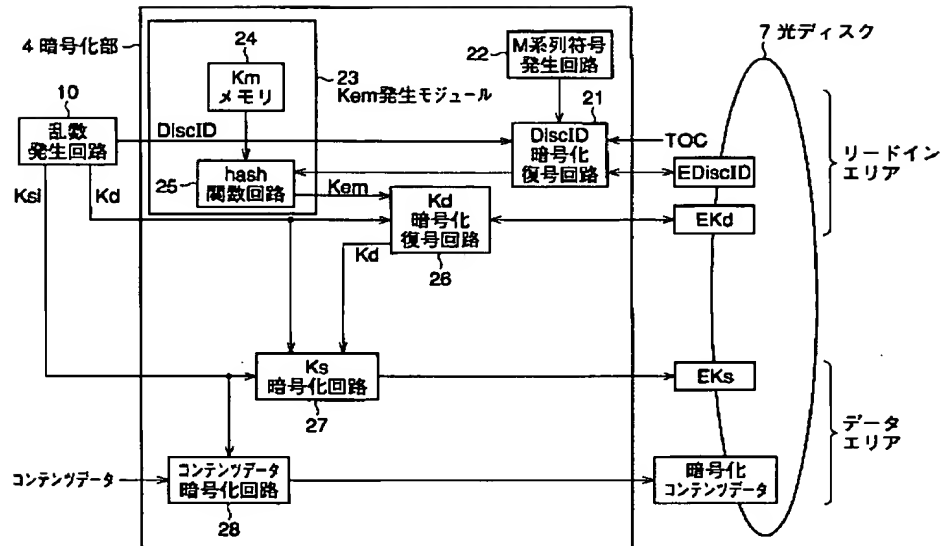 4 暗号化部
24
Km
メモリ
23
Kem発生モジュール
22
M系列符号
発生回路
7 光ディスク
10
乱数
発生回路
DiscID
21
DiscID
暗号化
復号回路
TOC
EDiscID
リードイン
エリア
25
hash
関数回路
Kem
Ksi
Kd
Kd
暗号化
復号回路
26
EKd
Kd
Ks
暗号化回路
27
EKs
データ
エリア
コンテンツデータ
コンテンツデータ
暗号化回路
28
暗号化
コンテンツデータ